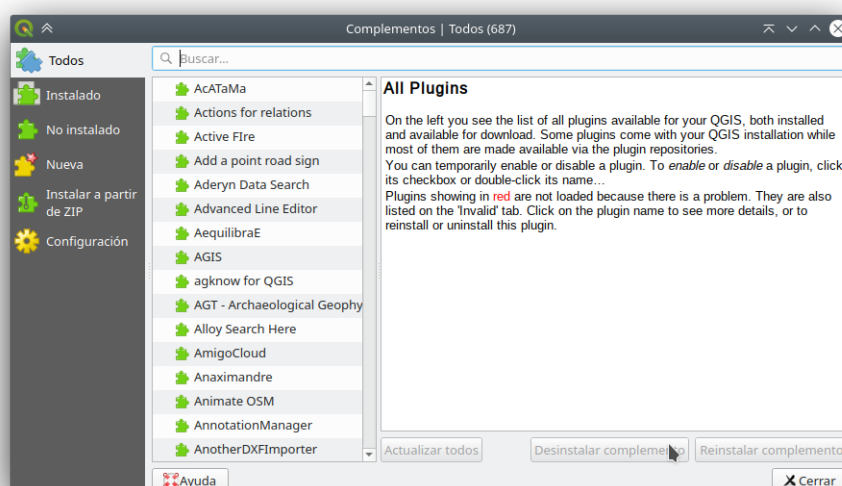 Complementos | Todos (687)
Todos
Instalado
No instalado
Nueva
Instalar a partir
de ZIP
Configuración
Buscar...
AcATaMa
Actions for relations
Active FIre
Add a point road sign
Aderyn Data Search
Advanced Line Editor
AequilibraE
AGIS
agknow for QGIS
AGT - Archaeological Geophy
Alloy Search Here
AmigoCloud
Anaximandre
Animate OSM
AnnotationManager
AnotherDXFImporter
All Plugins
On the left you see the list of all plugins available for your QGIS, both installed
and available for download. Some plugins come with your QGIS installation while
most of them are made available via the plugin repositories.
You can temporarily enable or disable a plugin. To enable or disable a plugin, click
its checkbox or double-click its name...
Plugins showing in red are not loaded because there is a problem. They are also
listed on the 'Invalid' tab. Click on the plugin name to see more details, or to
reinstall or uninstall this plugin.
Actualizar todos
Desinstalar complemento
Reinstalar complemento
Ayuda
Cerrar